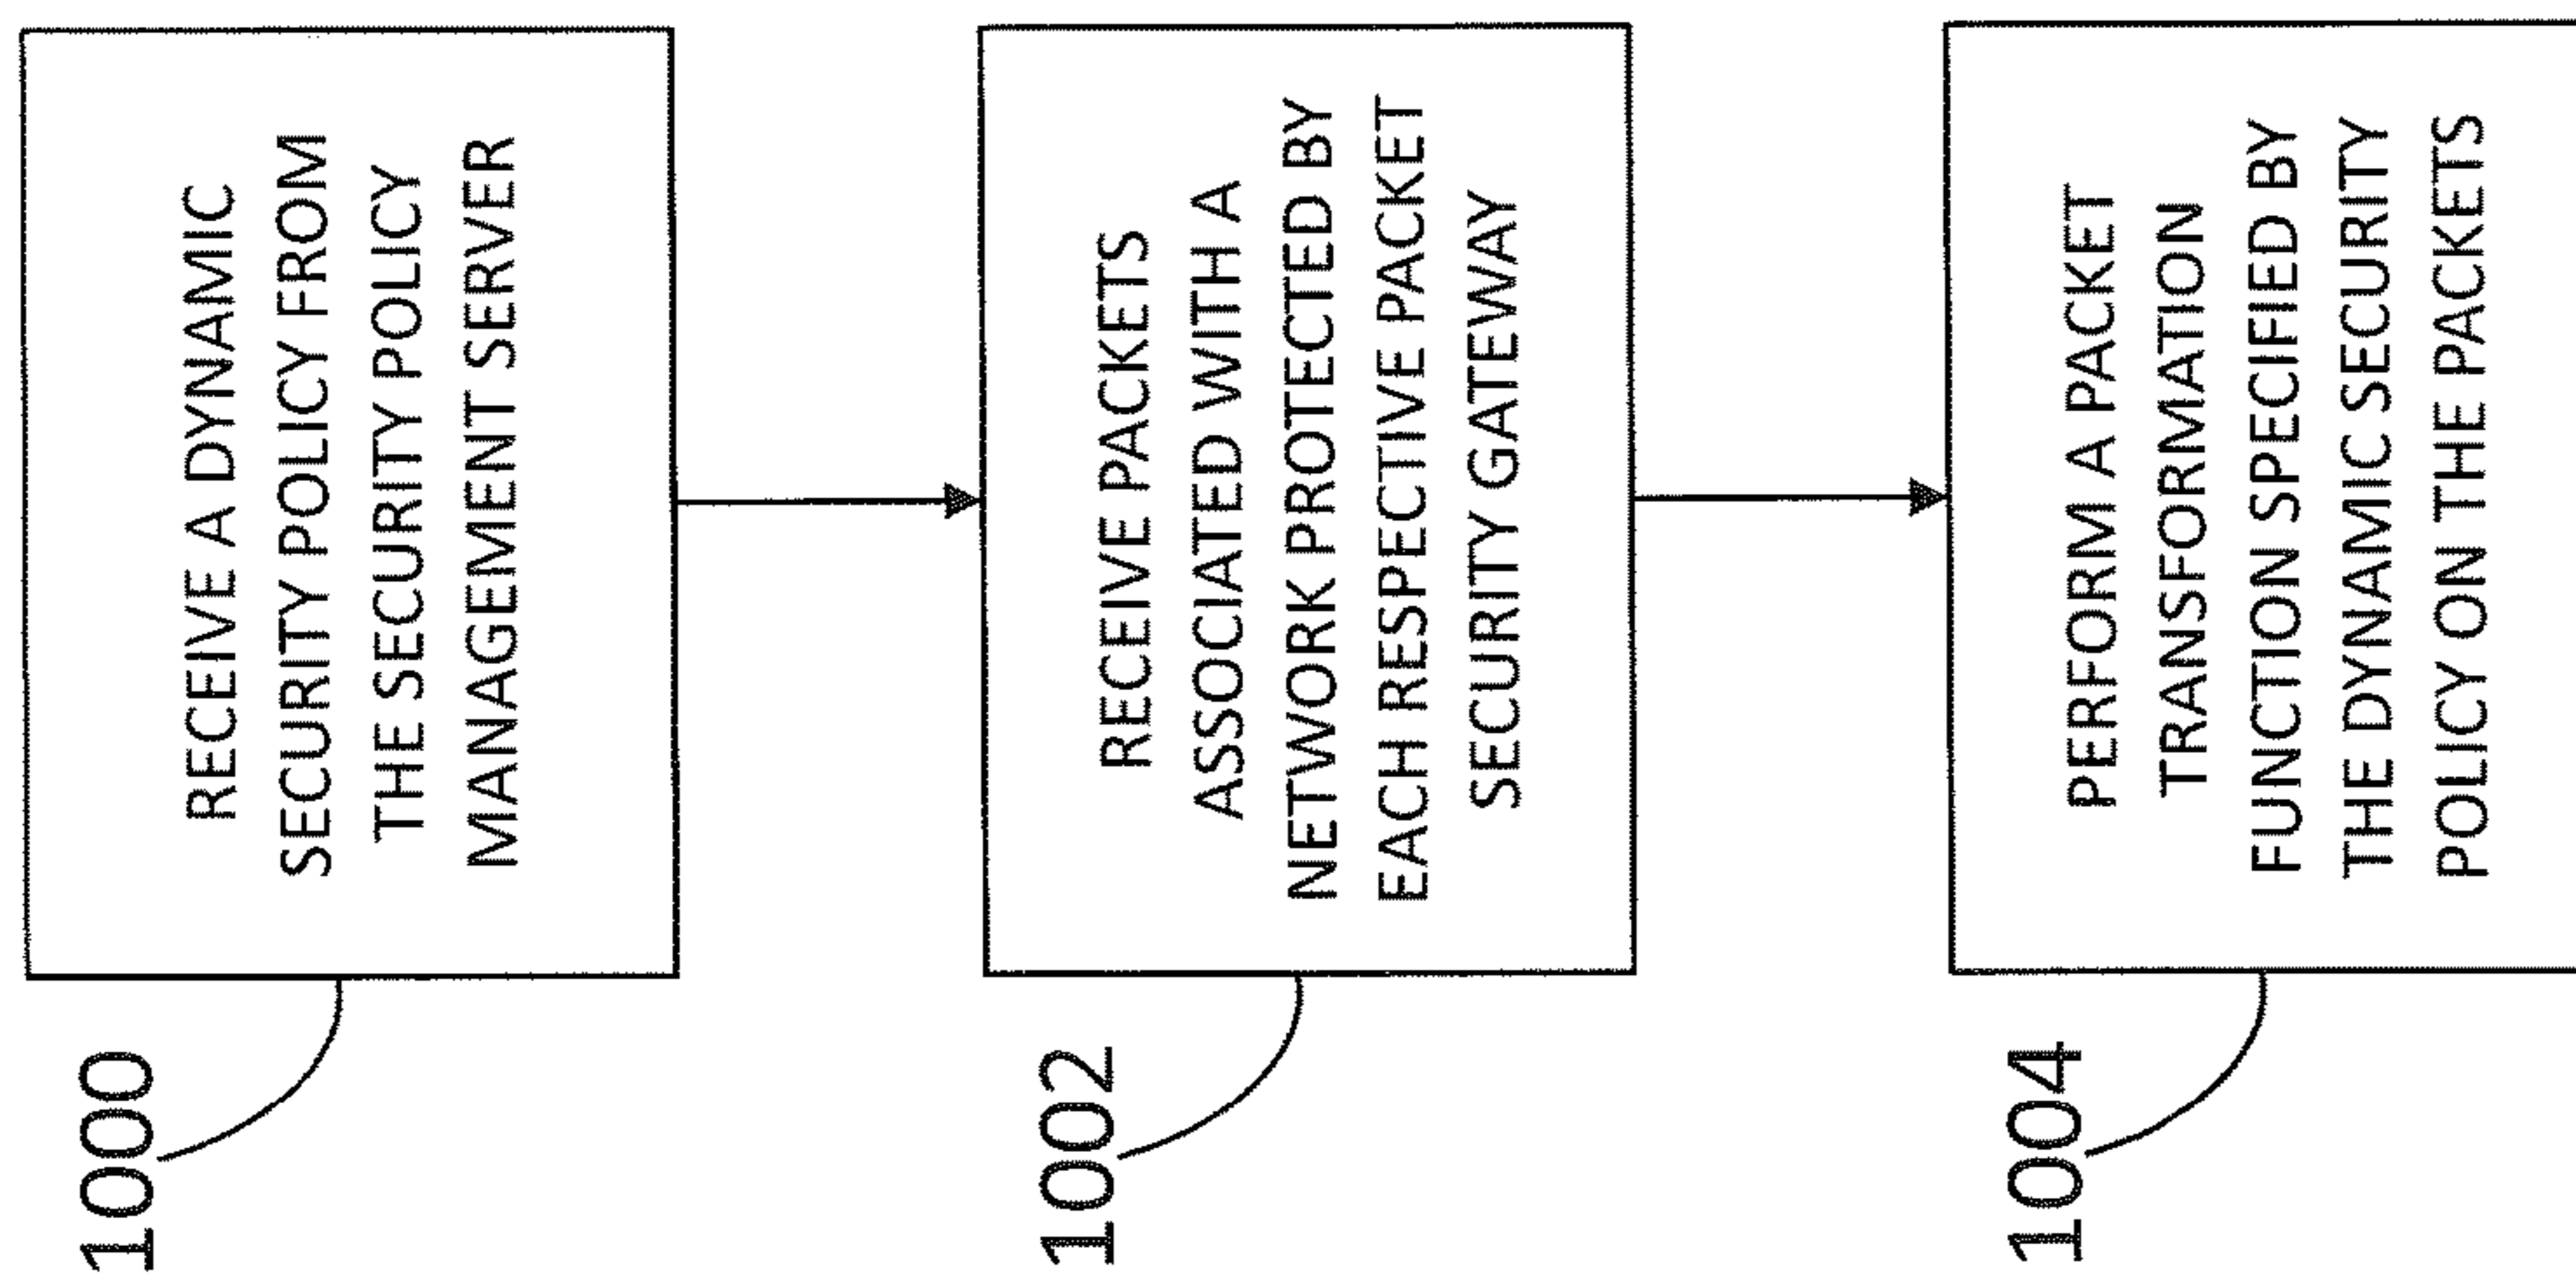 1000
RECEIVE A DYNAMIC
SECURITY POLICY FROM
THE SECURITY POLICY
MANAGEMENT SERVER
1002
RECEIVE PACKETS
ASSOCIATED WITH A
NETWORK PROTECTED BY
EACH RESPECTIVE PACKET
SECURITY GATEWAY
1004
PERFORM A PACKET
TRANSFORMATION
FUNCTION SPECIFIED BY
THE DYNAMIC SECURITY
POLICY ON THE PACKETS